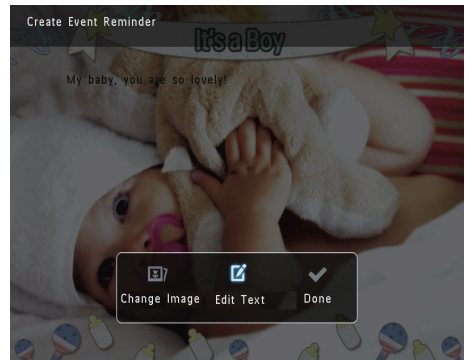 Create Event Reminder
It's a Boy
My baby, you are so lovely!
Change Image
Edit Text
Done